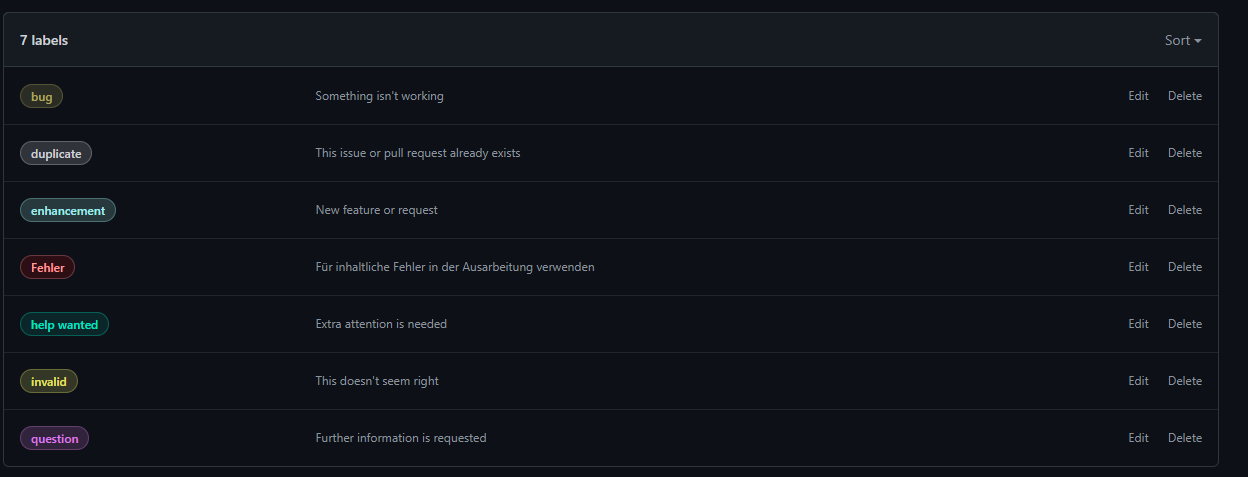 7 labels Sort
bug Something isn't working Edit Delete
duplicate This issue or pull request already exists Edit Delete
enhancement New feature or request Edit Delete
Fehler Für inhaltliche Fehler in der Ausarbeitung verwenden Edit Delete
help wanted Extra attention is needed Edit Delete
invalid This doesn't seem right Edit Delete
question Further information is requested Edit Delete